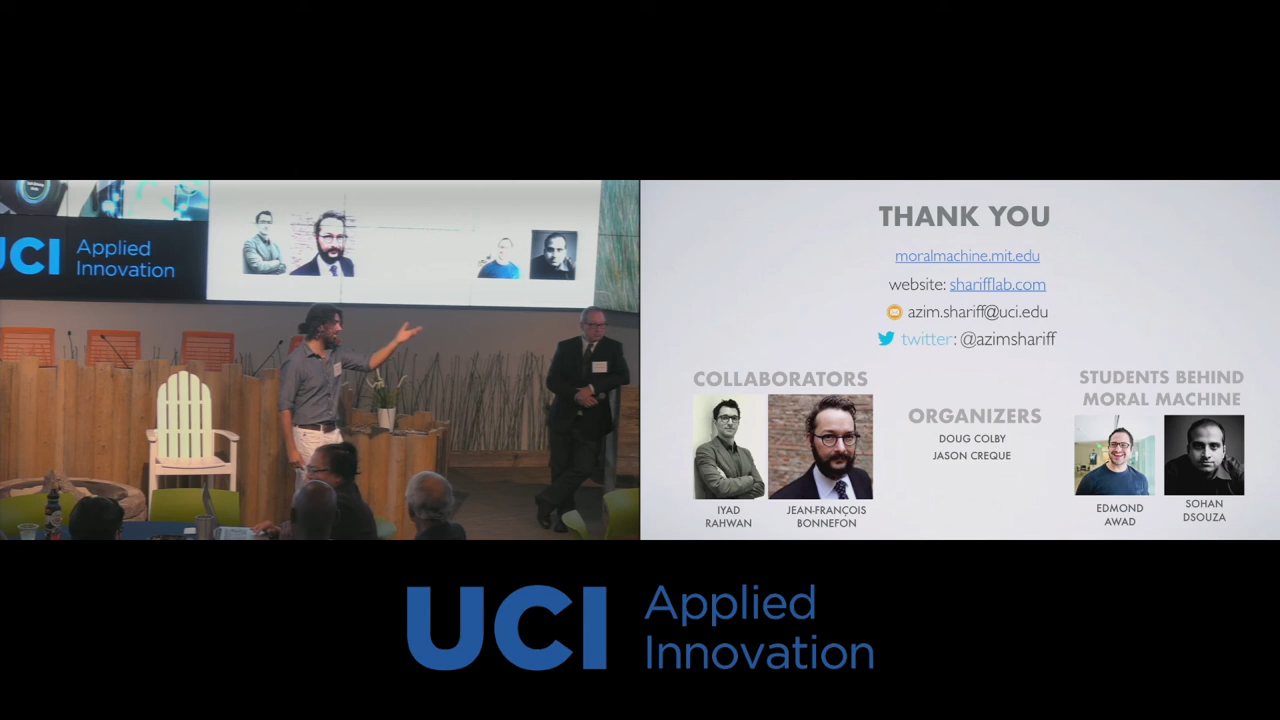 UCI Applied
Innovation
THANK YOU
moralmachine.mit.edu
website: sharifflab.com
azim.shariff@uci.edu
twitter: @azimshariff
COLLABORATORS
IYAD
RAHWAN
JEAN-FRANÇOIS
BONNEFON
ORGANIZERS
DOUG COLBY
JASON CREQUE
STUDENTS BEHIND
MORAL MACHINE
EDMOND
AWAD
SOHAN
DSOUZA
UCI Applied
Innovation